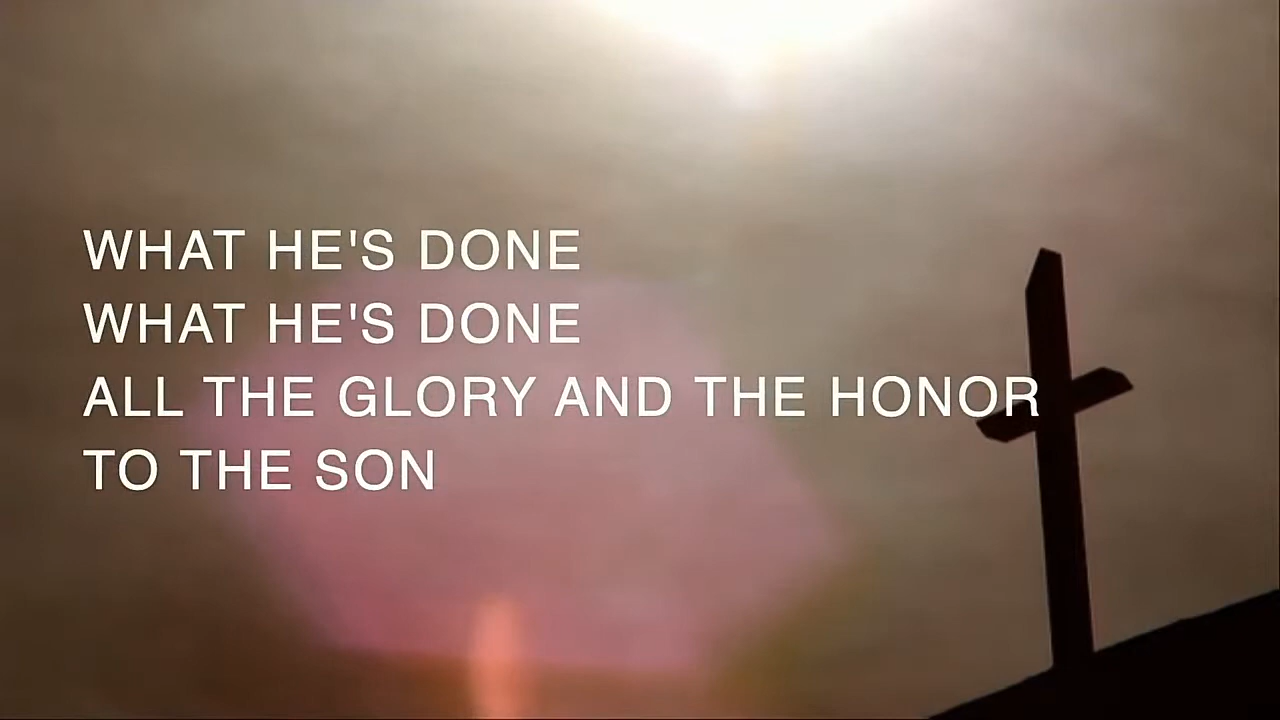 WHAT HE'S DONE
WHAT HE'S DONE
ALL THE GLORY AND THE HONOR
TO THE SON